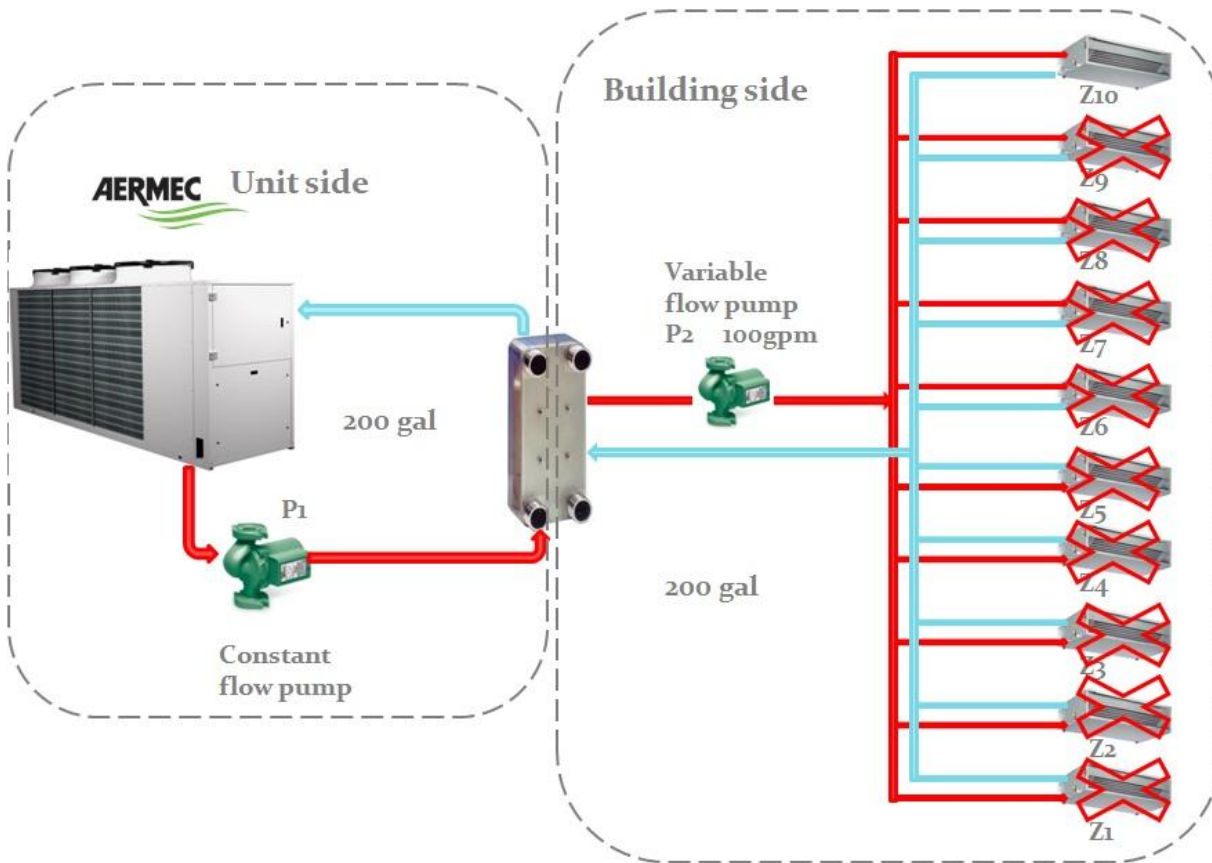 AERMEC
Unit side
200 gal
P1
Constant
flow pump
Building side
Variable
flow pump
P2 100gpm
200 gal
Z10
Z9
Z8
Z7
Z6
Z5
Z4
Z3
Z2
Z1